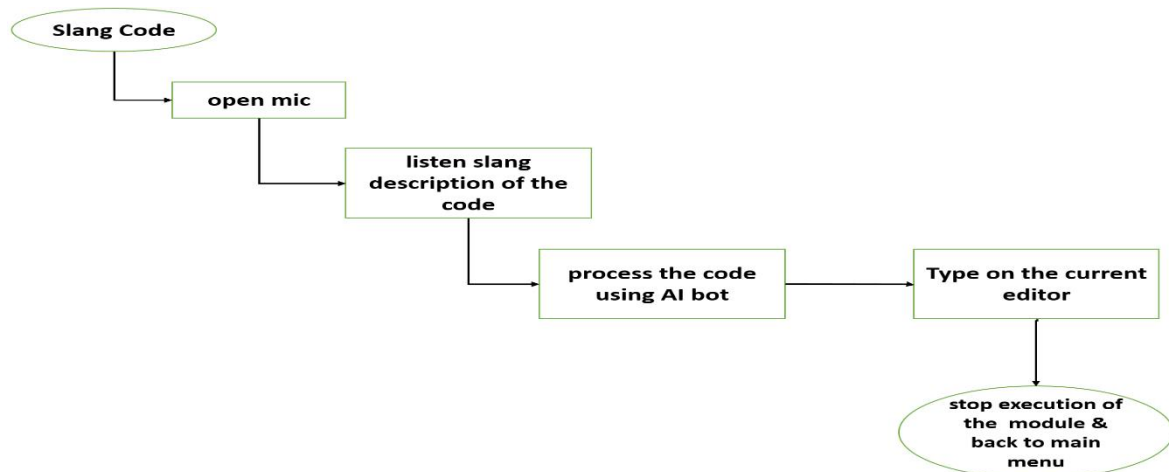 Slang Code
open mic
listen slang
description of the
code
process the code
using AI bot
Type on the current
editor
stop execution of
the module &
back to main
menu